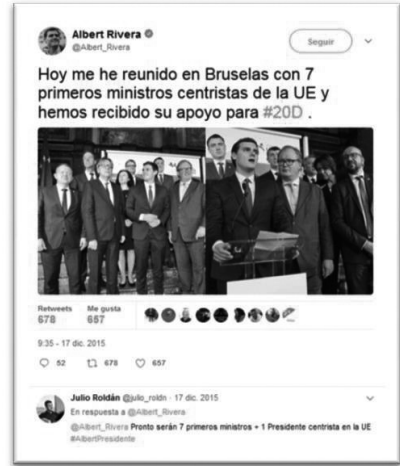 Albert Rivera
@Albert_Rivera
Seguir
Hoy me he reunido en Bruselas con 7
primeros ministros centristas de la UE y
hemos recibido su apoyo para #20D .
Retweets
678
Me gusta
657
9:35 - 17 dic. 2015
52 678 657
Julio Roldán @julio_roldn · 17 dic. 2015
En respuesta a @Albert_Rivera
@Albert_Rivera Pronto serán 7 primeros ministros + 1 Presidente centrista en la UE
#AlbertPresidente